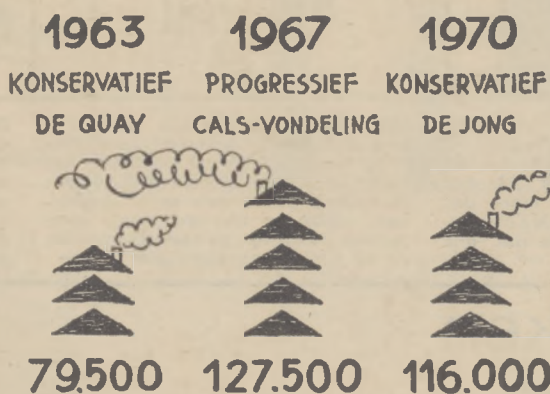 1963 1967 1970
KONSERVATIEF PROGRESSIEF KONSERVATIEF
DE QUAY CALS-VONDELING DE JONG
79.500 127.500 116.000